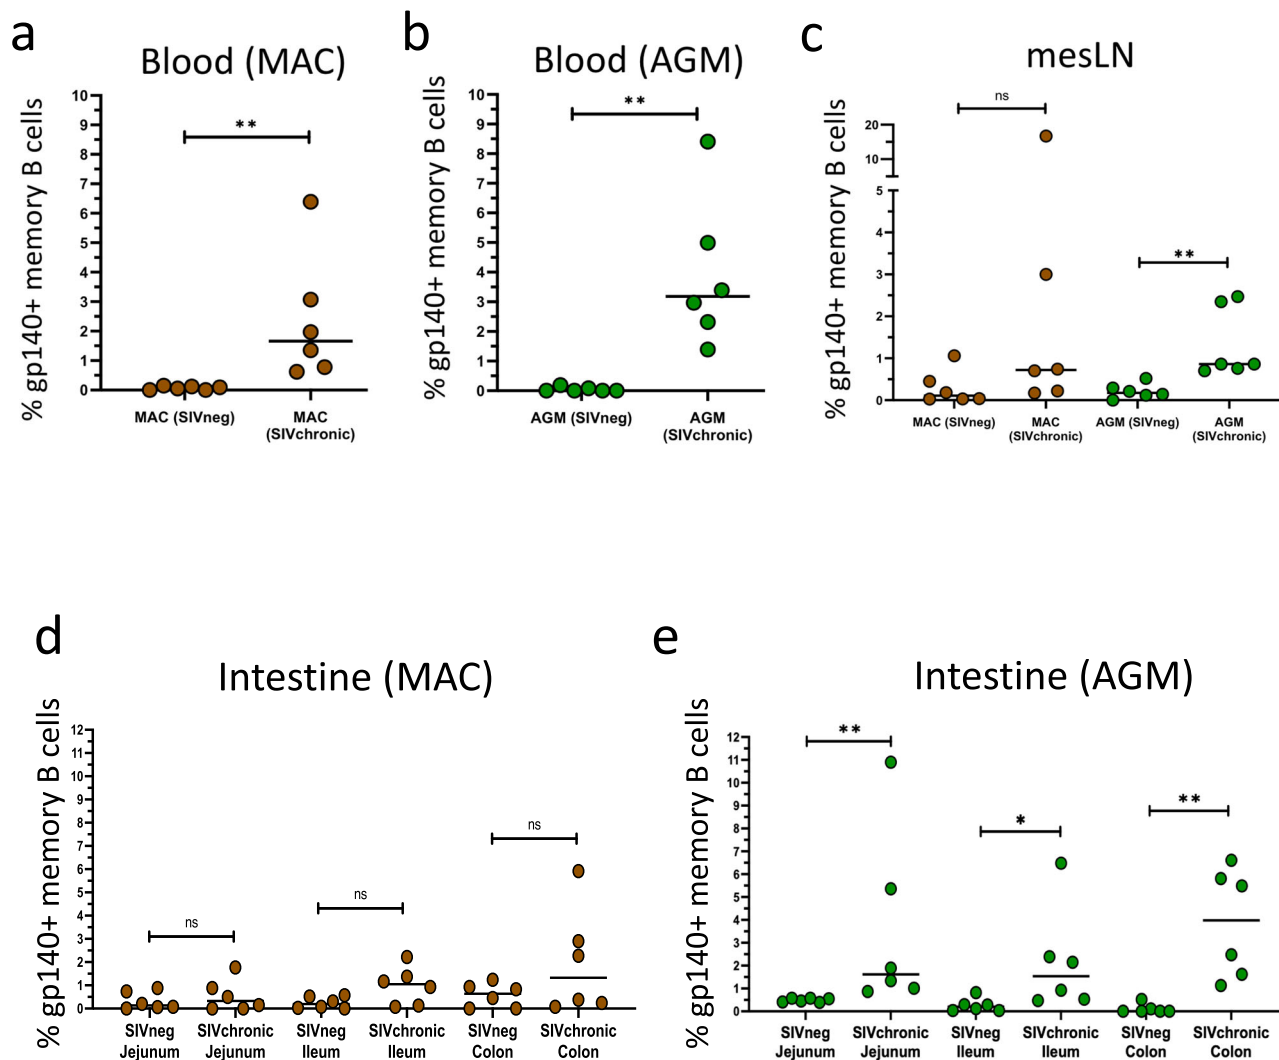 a
Blood (MAC)
% gp140+ memory B cells
10
9
8
7
6
5
4
3
2
1
0
**
MAC (SIVneg)
MAC
(SIVchronic)
b
Blood (AGM)
% gp140+ memory B cells
10
9
8
7
6
5
4
3
2
1
0
**
AGM (SIVneg)
AGM
(SIVchronic)
c
mesLN
% gp140+ memory B cells
20
10
5
4
3
2
1
0
ns
**
MAC (SIVneg)
MAC
(SIVchronic)
AGM (SIVneg)
AGM
(SIVchronic)
d
Intestine (MAC)
% gp140+ memory B cells
12
11
10
9
8
7
6
5
4
3
2
1
0
ns
ns
ns
SIVneg
Jejunum
SIVchronic
Jejunum
SIVneg
Ileum
SIVchronic
Ileum
SIVneg
Colon
SIVchronic
Colon
e
Intestine (AGM)
% gp140+ memory B cells
12
11
10
9
8
7
6
5
4
3
2
1
0
**
*
**
SIVneg
Jejunum
SIVchronic
Jejunum
SIVneg
Ileum
SIVchronic
Ileum
SIVneg
Colon
SIVchronic
Colon